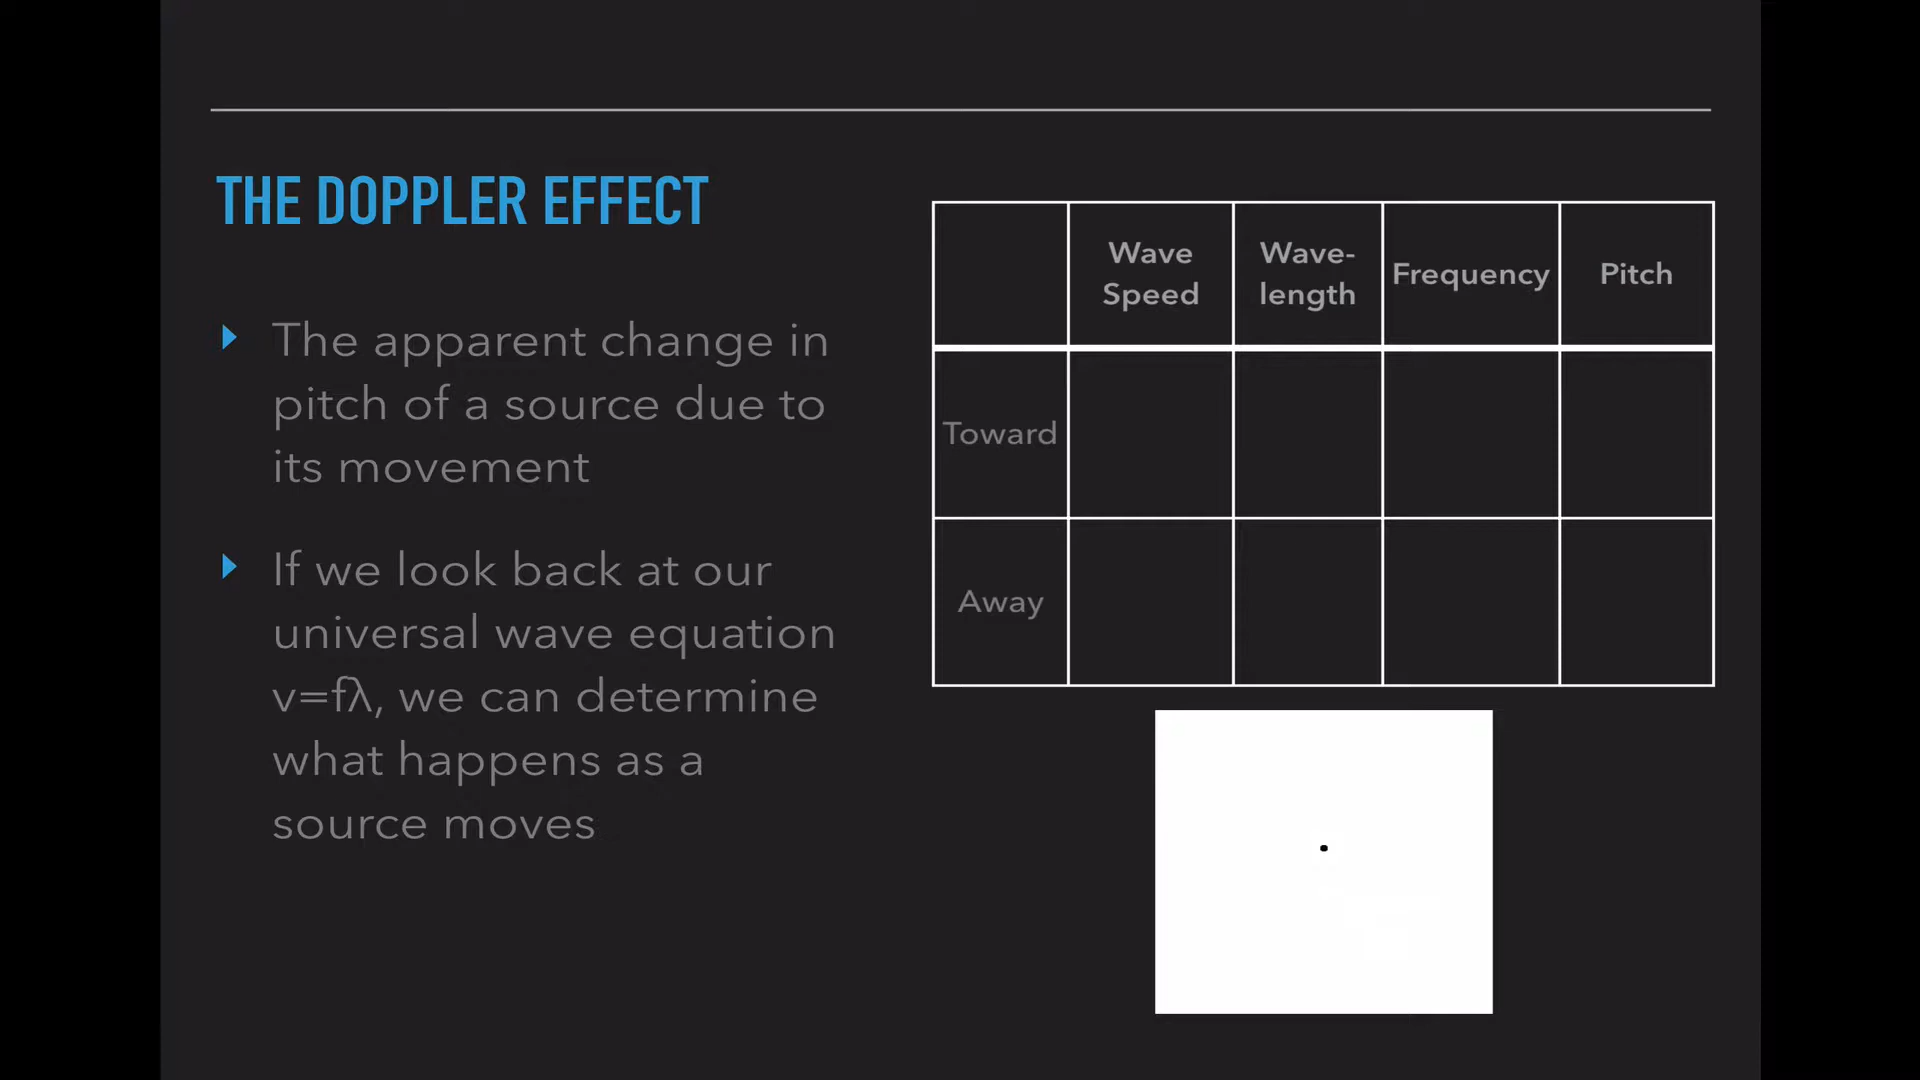 THE DOPPLER EFFECT
The apparent change in
pitch of a source due to
its movement
If we look back at our
universal wave equation
v=fλ, we can determine
what happens as a
source moves
Wave Speed
Wave-length
Frequency
Pitch
Toward
Away